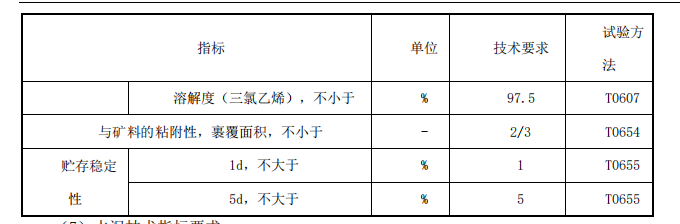 指标 单位 技术要求 试验方
法
溶解度（三氯乙烯），不小于 % 97.5 T0607
与矿料的粘附性，裹覆面积，不小于 - 2/3 T0654
贮存稳定
性
1d，不大于 % 1 T0655
5d，不大于 % 5 T0655